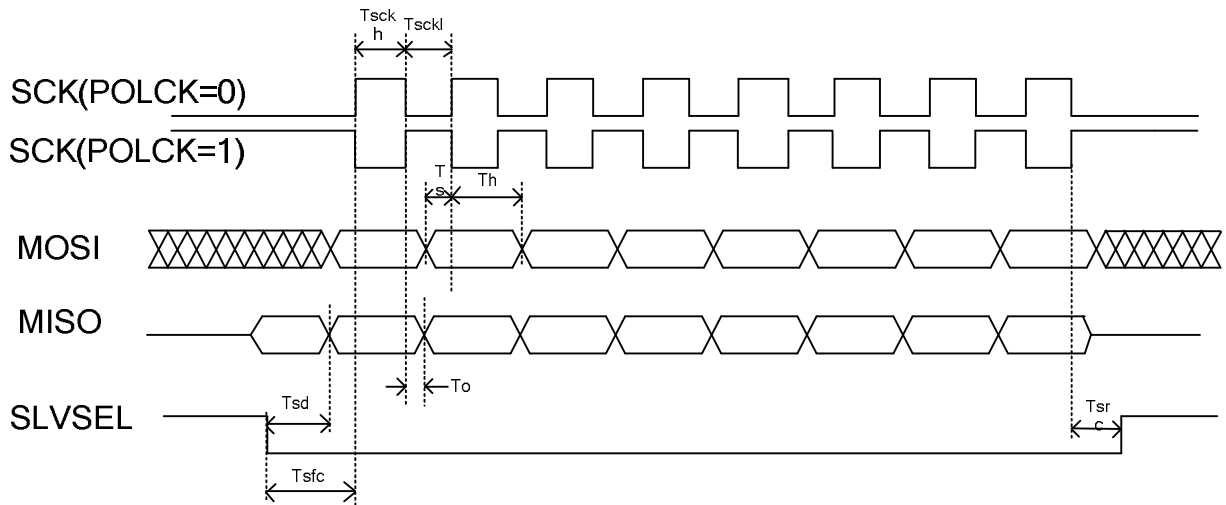 Tsck
h
Tsckl
SCK(POLCK=0)
SCK(POLCK=1)
T
s
Th
MOSI
MISO
To
Tsd
SLVSEL
Tsr
c
Tsfc